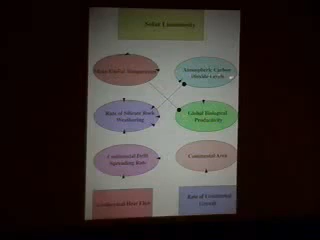 Solar Luminosity
Mean Global Temperature
Atmospheric Carbon
Dioxide Levels
Rate of Silicate Rock
Weathering
Global Biological
Productivity
Continental Drift/
Spreading Rate
Continental Area
Geothermal Heat Flow
Rate of Continental
Growth